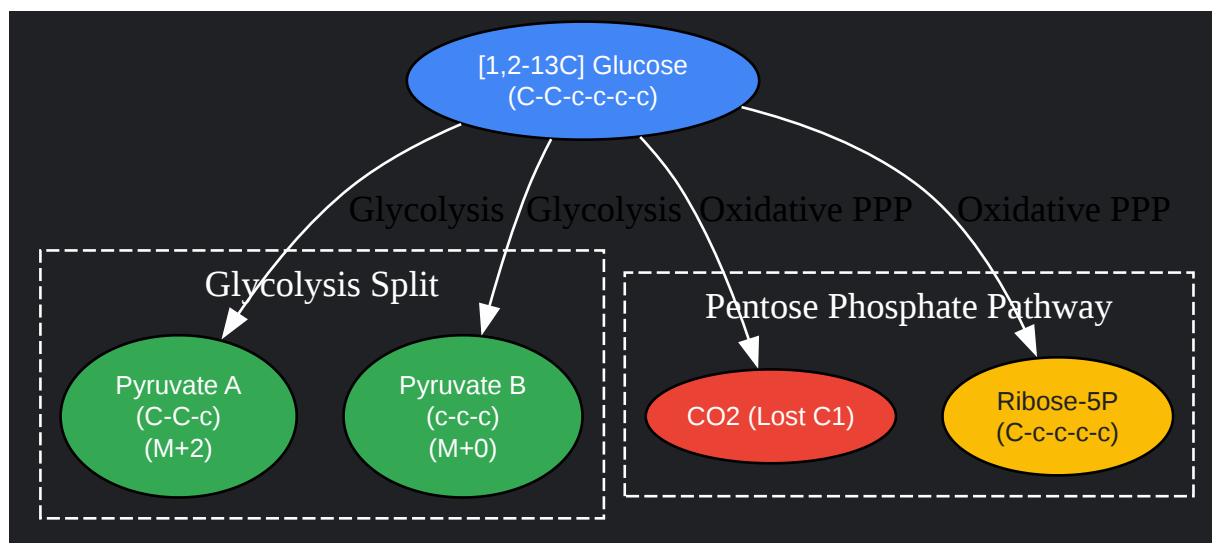 [1,2-13C] Glucose
(C-C-c-c-c-c)
Glycolysis
Glycolysis
Oxidative PPP
Oxidative PPP
Glycolysis Split
Pentose Phosphate Pathway
Pyruvate A
(C-C-c)
(M+2)
Pyruvate B
(c-c-c)
(M+0)
CO2 (Lost C1)
Ribose-5P
(C-c-c-c-c)